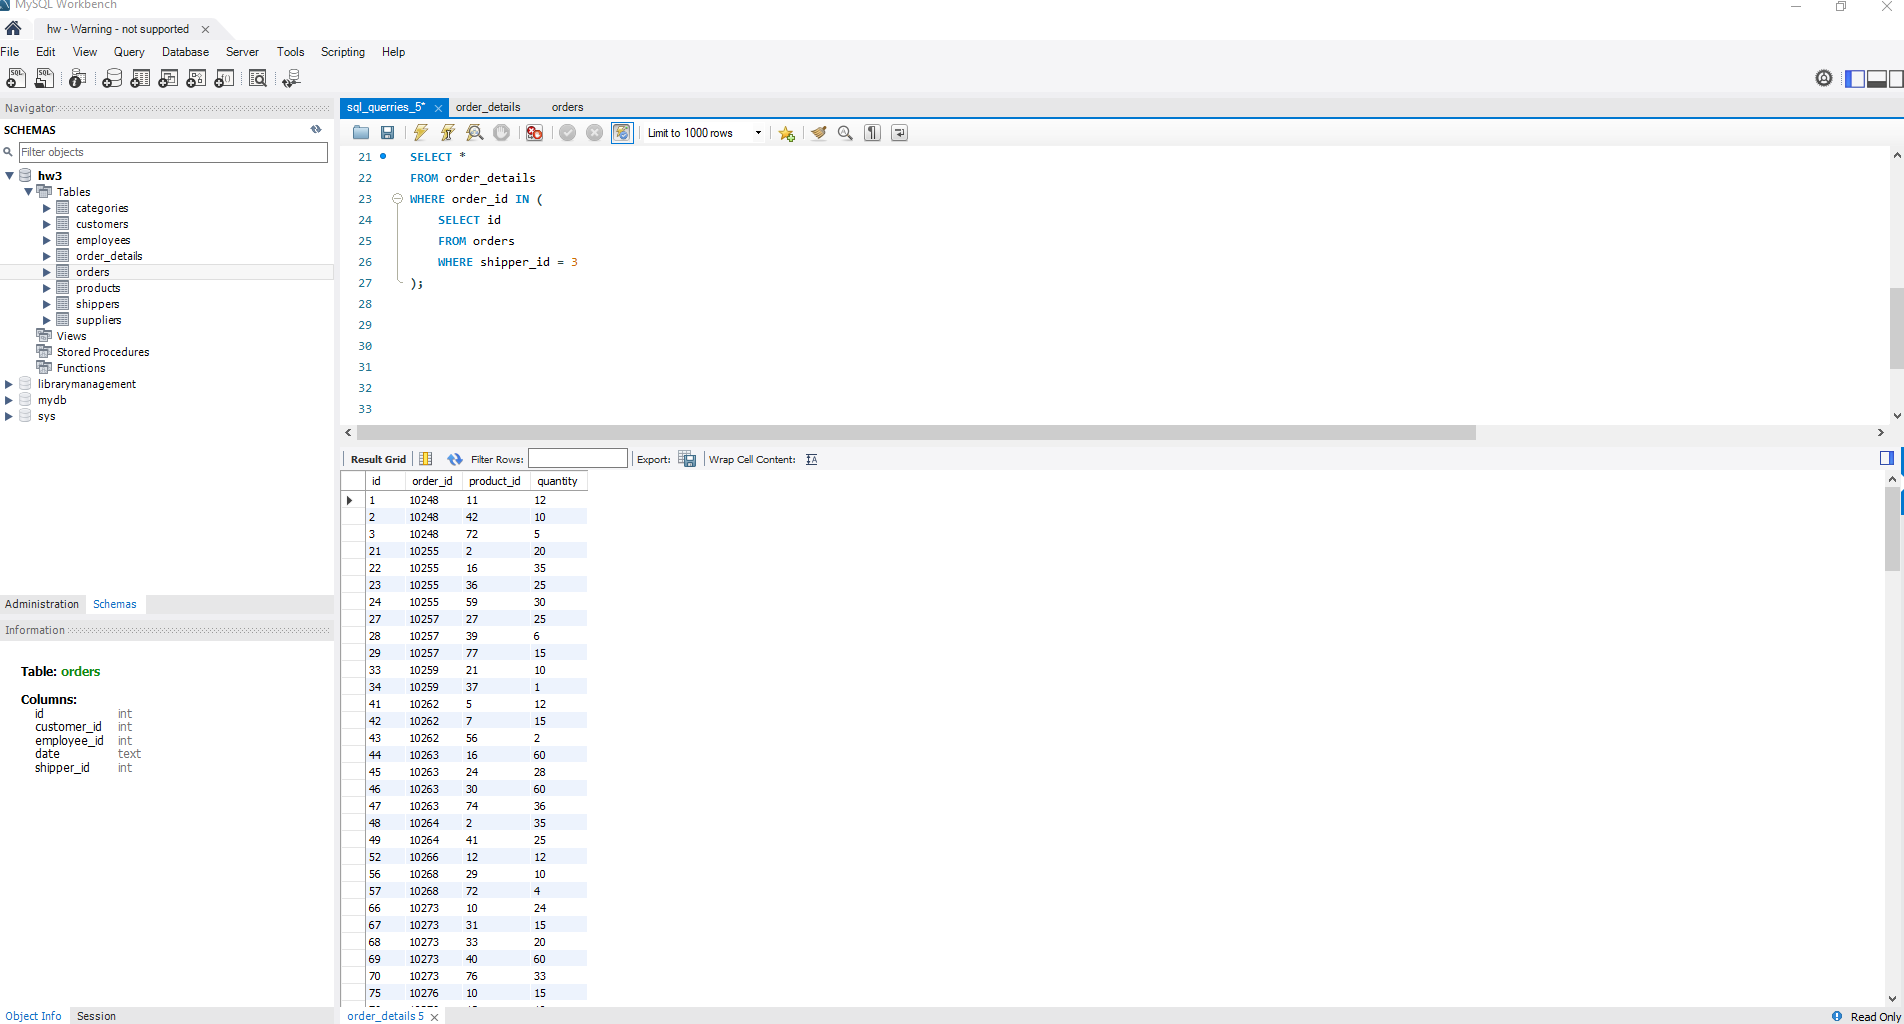 MySQL Workbench
hw - Warning - not supported
File Edit View Query Database Server Tools Scripting Help
Navigator
SCHEMAS
Filter objects
hw3
Tables
categories
customers
employees
order_details
orders
products
shippers
suppliers
Views
Stored Procedures
Functions
librarymanagement
mydb
sys
Administration Schemas
Information
Table: orders
Columns:
id int
customer_id int
employee_id int
date text
shipper_id int
Object Info Session
sql_querries_5* order_details orders
Limit to 1000 rows
21 SELECT *
22 FROM order_details
23 WHERE order_id IN (
24 SELECT id
25 FROM orders
26 WHERE shipper_id = 3
27 );
28
29
30
31
32
33
Result Grid Filter Rows: Export: Wrap Cell Content:
id order_id product_id quantity
1 10248 11 12
2 10248 42 10
3 10248 72 5
21 10255 2 20
22 10255 16 35
23 10255 36 25
24 10255 59 30
27 10257 27 25
28 10257 39 6
29 10257 77 15
33 10259 21 10
34 10259 37 1
41 10262 5 12
42 10262 7 15
43 10262 56 2
44 10263 16 60
45 10263 24 28
46 10263 30 60
47 10263 74 36
48 10264 2 35
49 10264 41 25
52 10266 12 12
56 10268 29 10
57 10268 72 4
66 10273 10 24
67 10273 31 15
68 10273 33 20
69 10273 40 60
70 10273 76 33
75 10276 10 15
order_details 5
Read Only